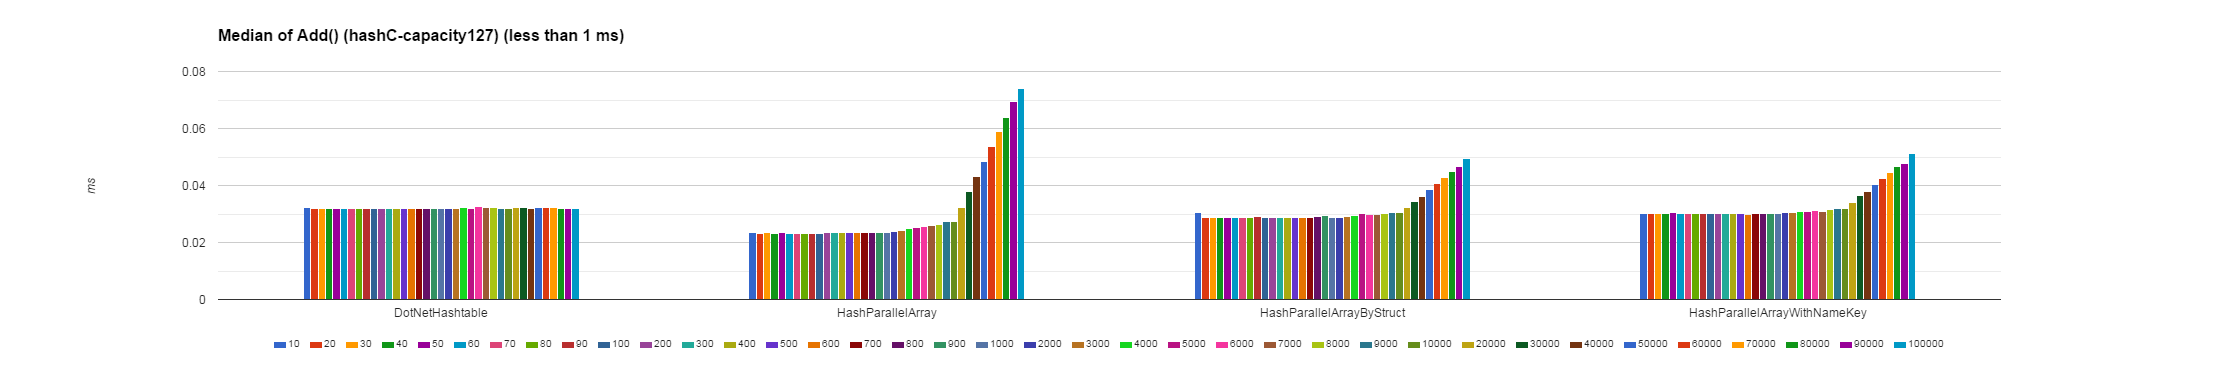 Median of Add() (hashC-capacity127) (less than 1 ms)
0.08
0.06
0.04
0.02
0
ms
DotNetHashtable HashParallelArray HashParallelArrayByStruct HashParallelArrayWithNameKey
10 20 30 40 50 60 70 80 90 100 200 300 400 500 600 700 800 900 1000 2000 3000 4000 5000 6000 7000 8000 9000 10000 20000 30000 40000 50000 60000 70000 80000 90000 100000